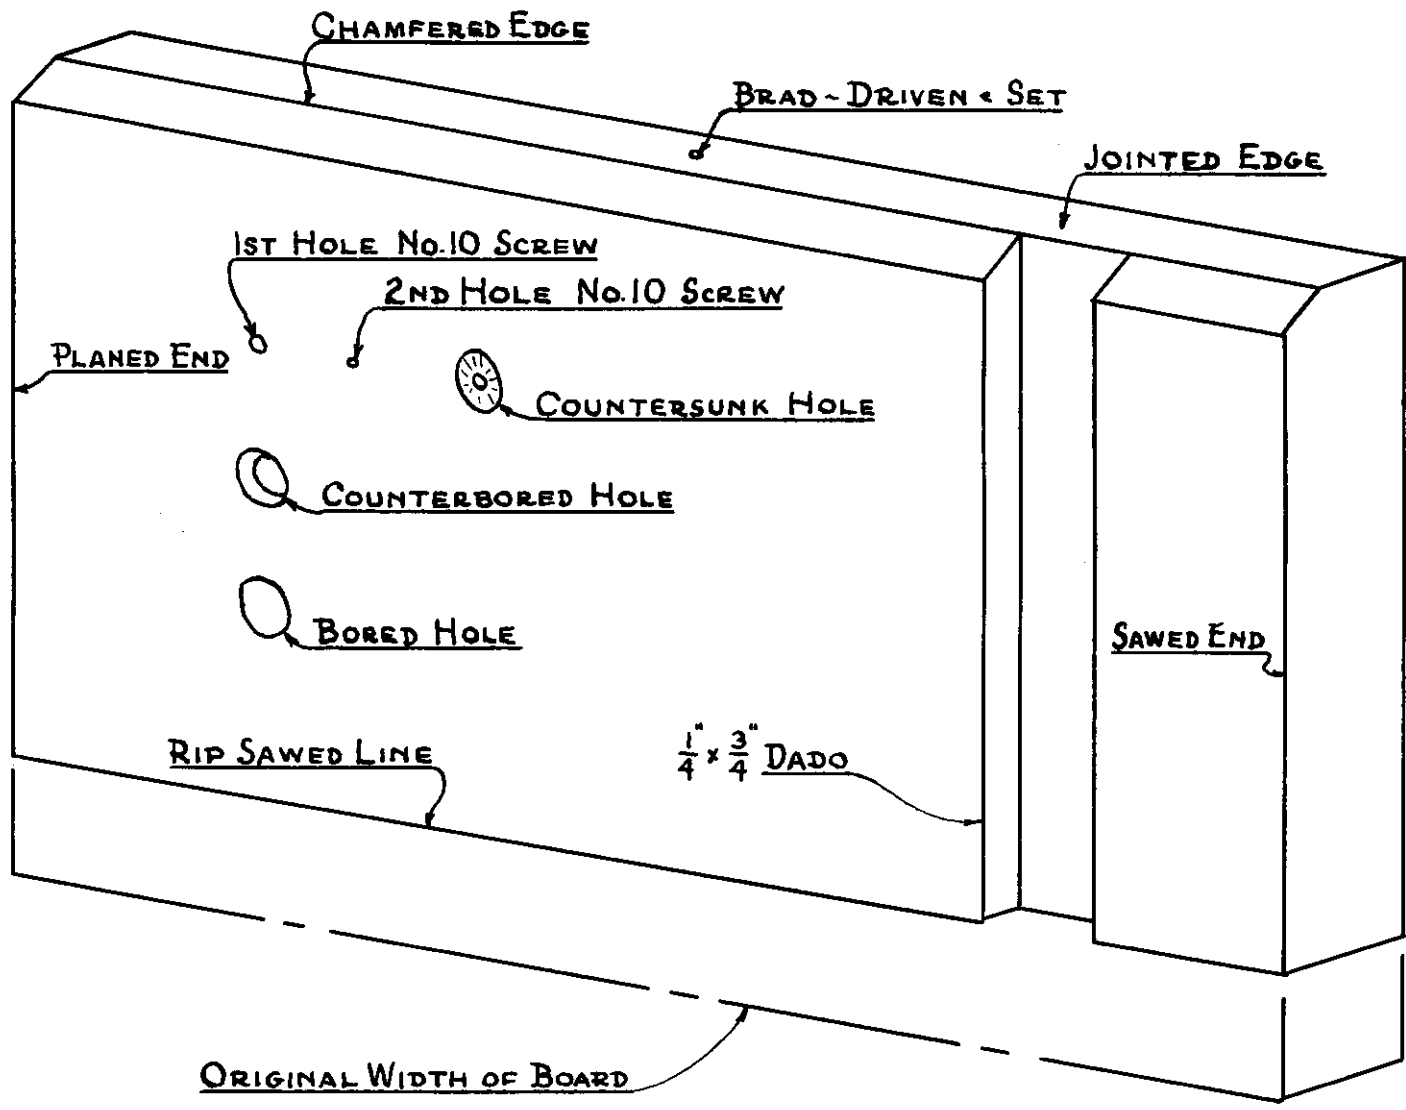 CHAMFERED EDGE
BRAD ~ DRIVEN & SET
JOINTED EDGE
1ST HOLE NO.10 SCREW
2ND HOLE NO.10 SCREW
PLANED END
COUNTERSUNK HOLE
COUNTERBORED HOLE
BORED HOLE
SAWED END
RIP SAWED LINE
1/4" x 3/4" DADO
ORIGINAL WIDTH OF BOARD